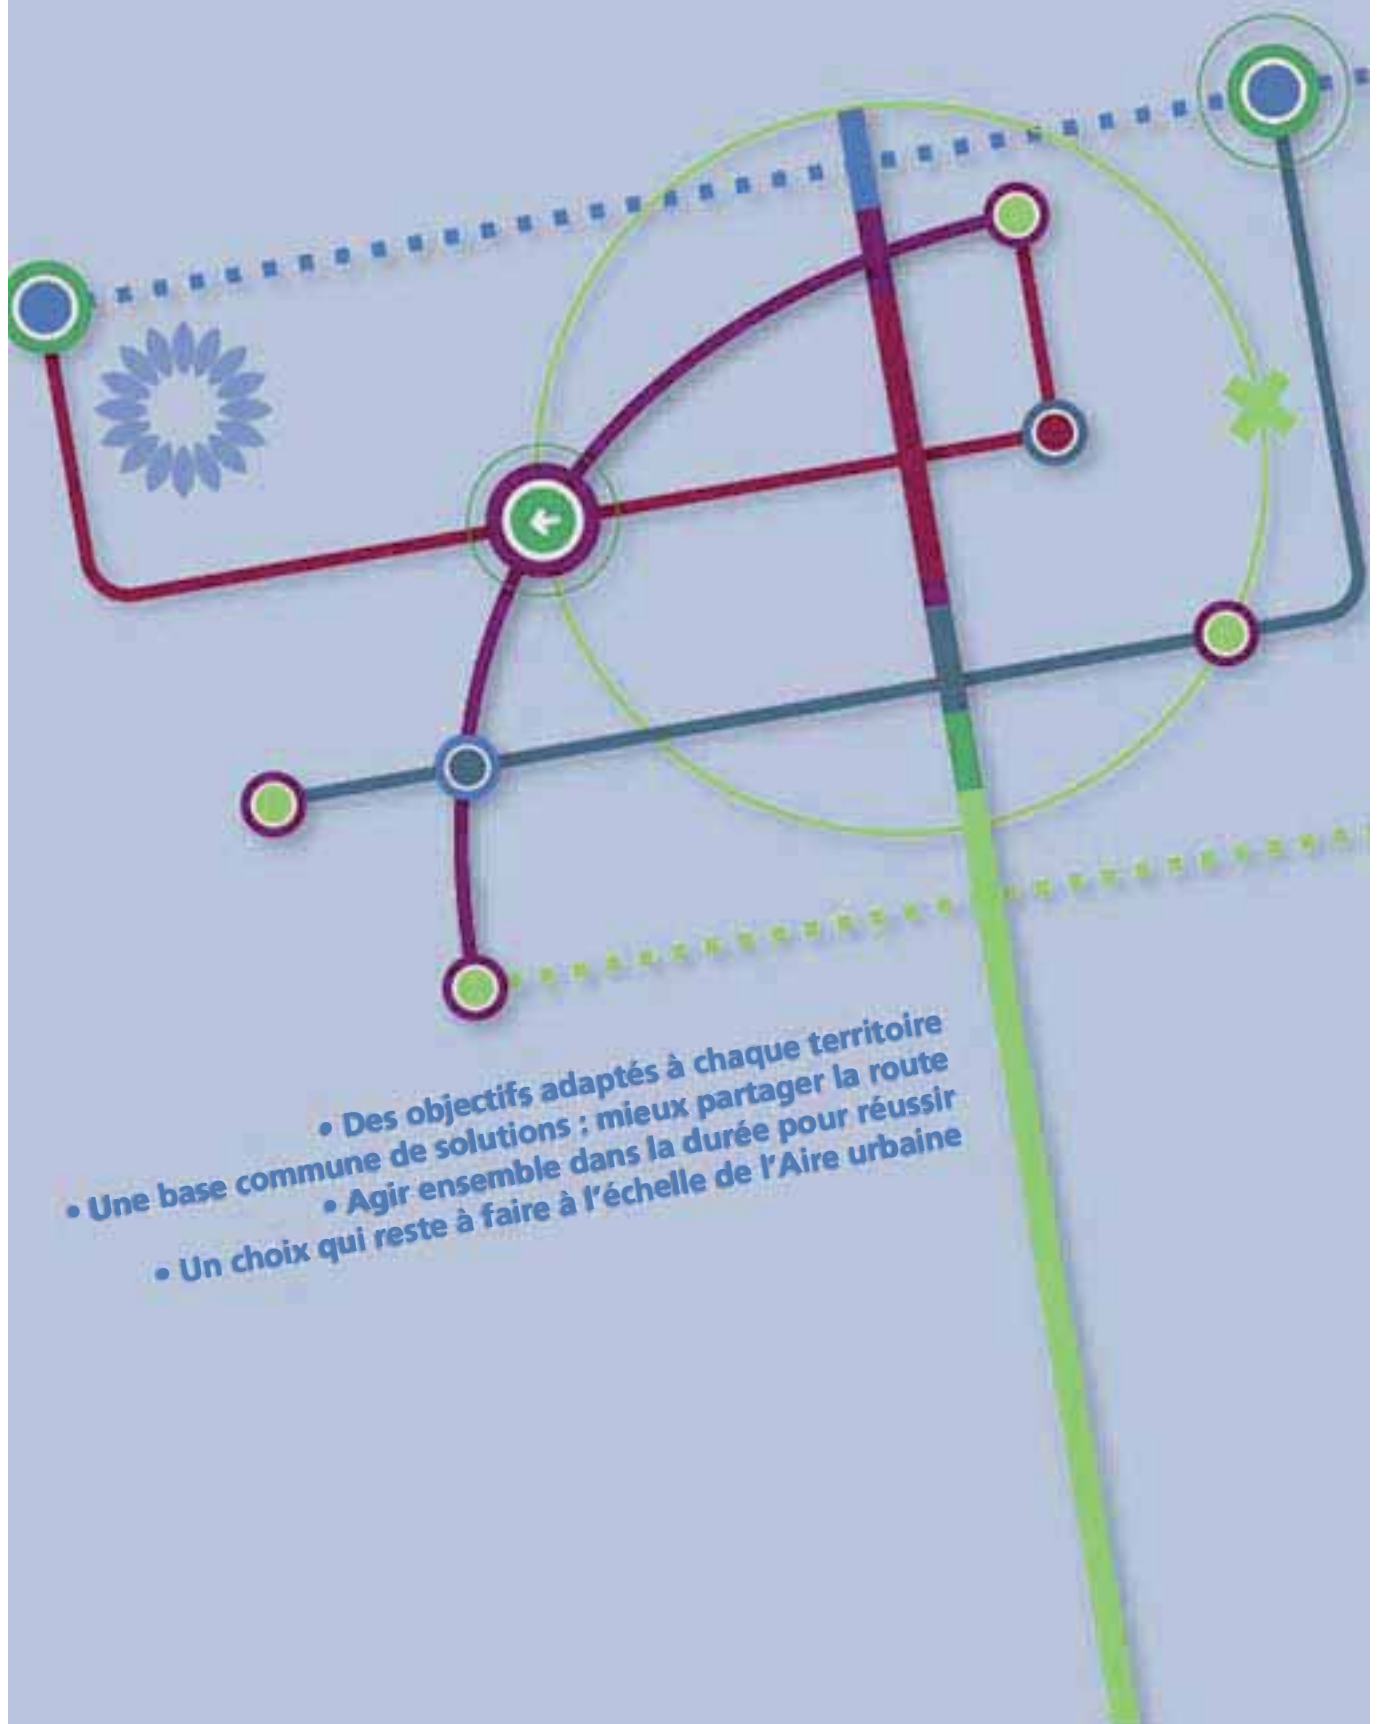 • Des objectifs adaptés à chaque territoire
• Une base commune de solutions : mieux partager la route
• Agir ensemble dans la durée pour réussir
• Un choix qui reste à faire à l'échelle de l'Aire urbaine